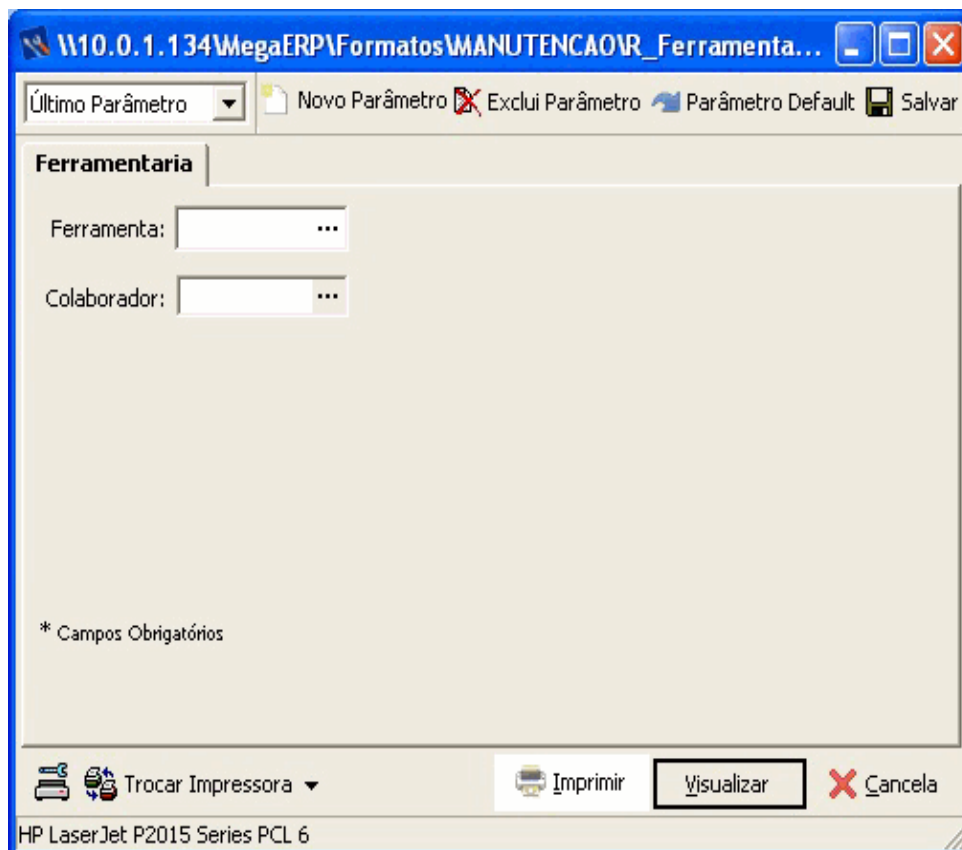 \\10.0.1.134\MegaERP\Formatos\MANUTENCAO\R_Ferramenta...
Último Parâmetro Novo Parâmetro Exclui Parâmetro Parâmetro Default Salvar
Ferramentaria
Ferramenta: ...
Colaborador: ...
* Campos Obrigatórios
Trocar Impressora Imprimir Visualizar Cancela
HP LaserJet P2015 Series PCL 6